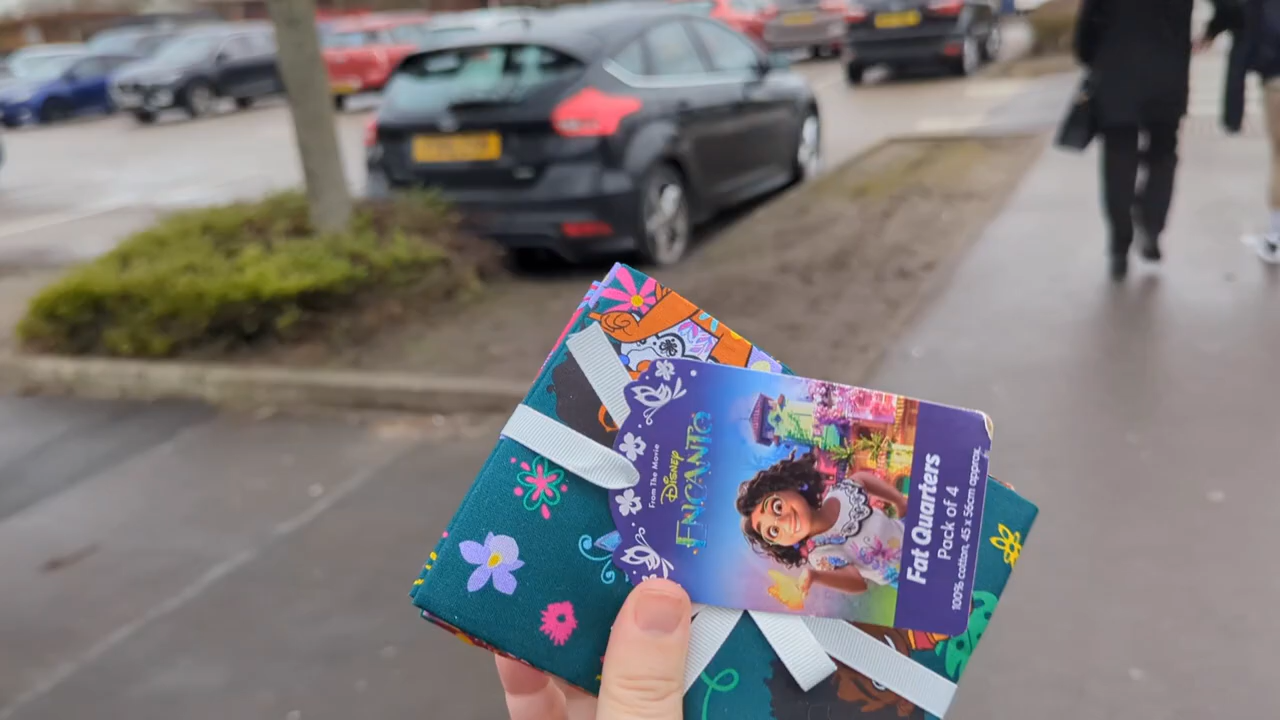 From The Movie
Disney
ENCANTO
Fat Quarters
Pack of 4
100% cotton, 45 x 56cm approx.